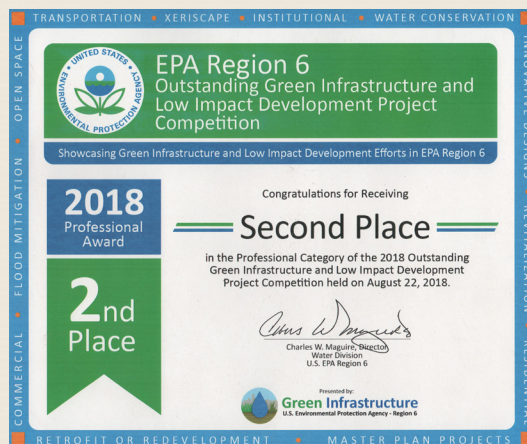 TRANSPORTATION • XERISCAPE • INSTITUTIONAL • WATER CONSERVATION
OPEN SPACE
FLOOD MITIGATION •
COMMERCIAL •
UNITED STATES
ENVIRONMENTAL PROTECTION AGENCY
EPA Region 6
Outstanding Green Infrastructure and
Low Impact Development Project
Competition
Showcasing Green Infrastructure and Low Impact Development Efforts in EPA Region 6
2018
Professional
Award
2nd
Place
Congratulations for Receiving
Second Place
in the Professional Category of the 2018 Outstanding
Green Infrastructure and Low Impact Development
Project Competition held on August 22, 2018.
Charles W. Maguire, Director
Water Division
U.S. EPA Region 6
Presented by:
Green Infrastructure
U.S. Environmental Protection Agency - Region 6
RETROFIT OR REDEVELOPMENT • MASTER PLAN PROJECTS